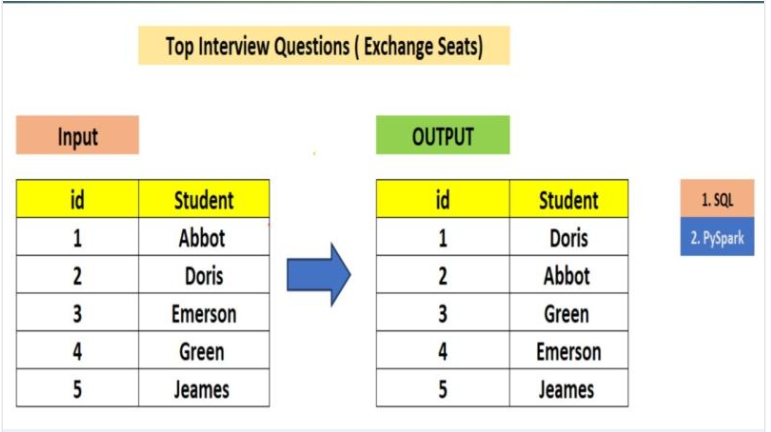 Top Interview Questions ( Exchange Seats)
Input
OUTPUT
id Student
1 Abbot
2 Doris
3 Emerson
4 Green
5 Jeames
id Student
1 Doris
2 Abbot
3 Green
4 Emerson
5 Jeames
1. SQL
2. PySpark